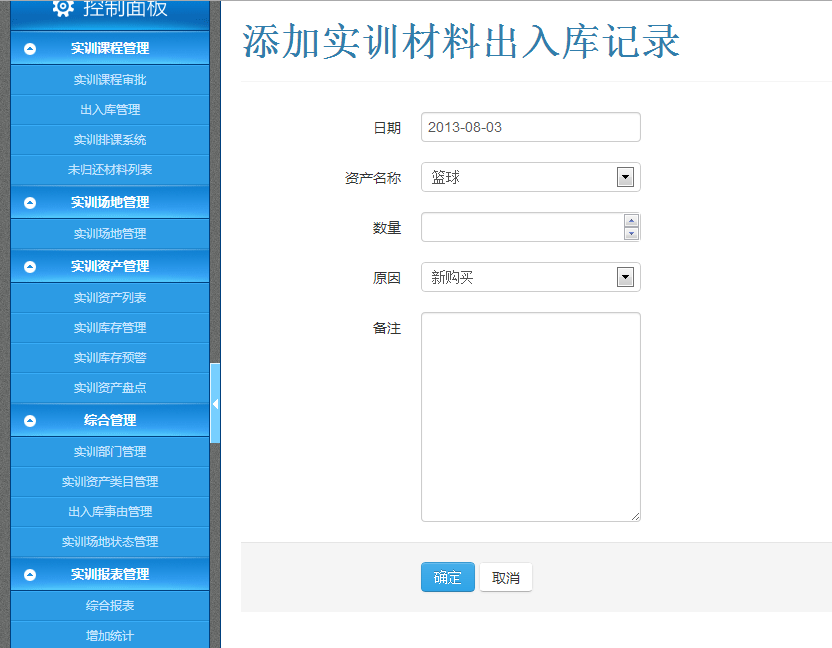 控制面板
实训课程管理
实训课程审批
出入库管理
实训排课系统
未归还材料列表
实训场地管理
实训场地管理
实训资产管理
实训资产列表
实训库存管理
实训库存预警
实训资产盘点
综合管理
实训部门管理
实训资产类目管理
出入库事由管理
实训场地状态管理
实训报表管理
综合报表
增加统计
添加实训材料出入库记录
日期 2013-08-03
资产名称 篮球
数量
原因 新购买
备注
确定 取消